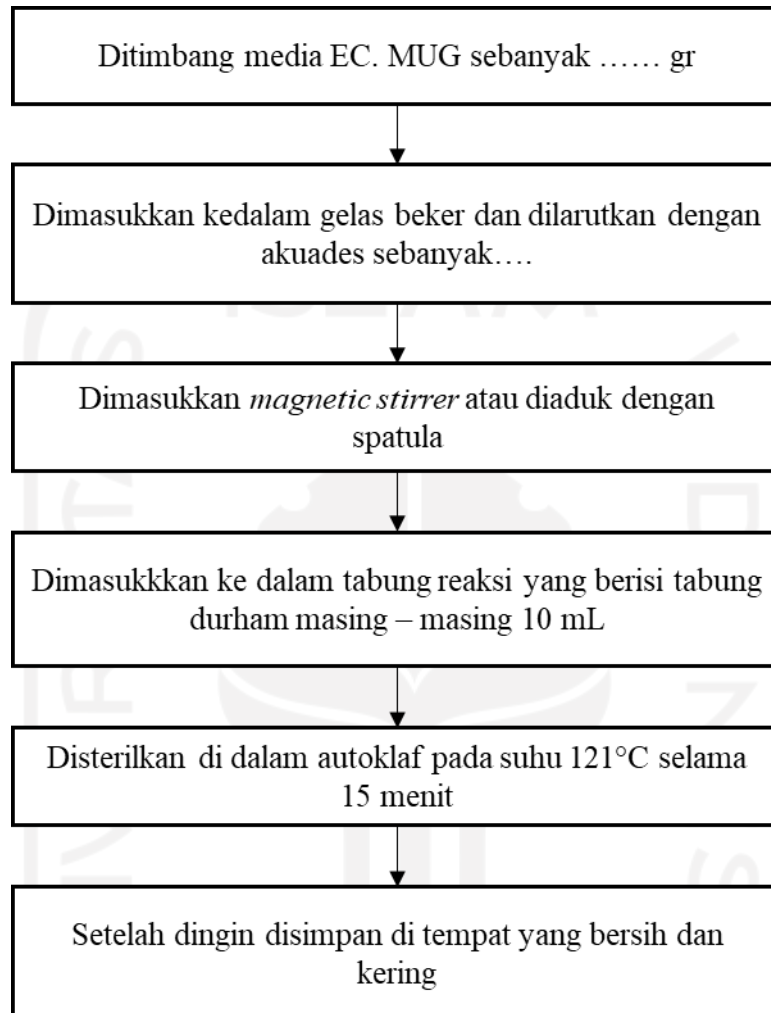 Ditimbang media EC. MUG sebanyak …… gr
Dimasukkan kedalam gelas beker dan dilarutkan dengan
akuades sebanyak….
Dimasukkan magnetic stirrer atau diaduk dengan
spatula
Dimasukkkan ke dalam tabung reaksi yang berisi tabung
durham masing – masing 10 mL
Disterilkan di dalam autoklaf pada suhu 121°C selama
15 menit
Setelah dingin disimpan di tempat yang bersih dan
kering